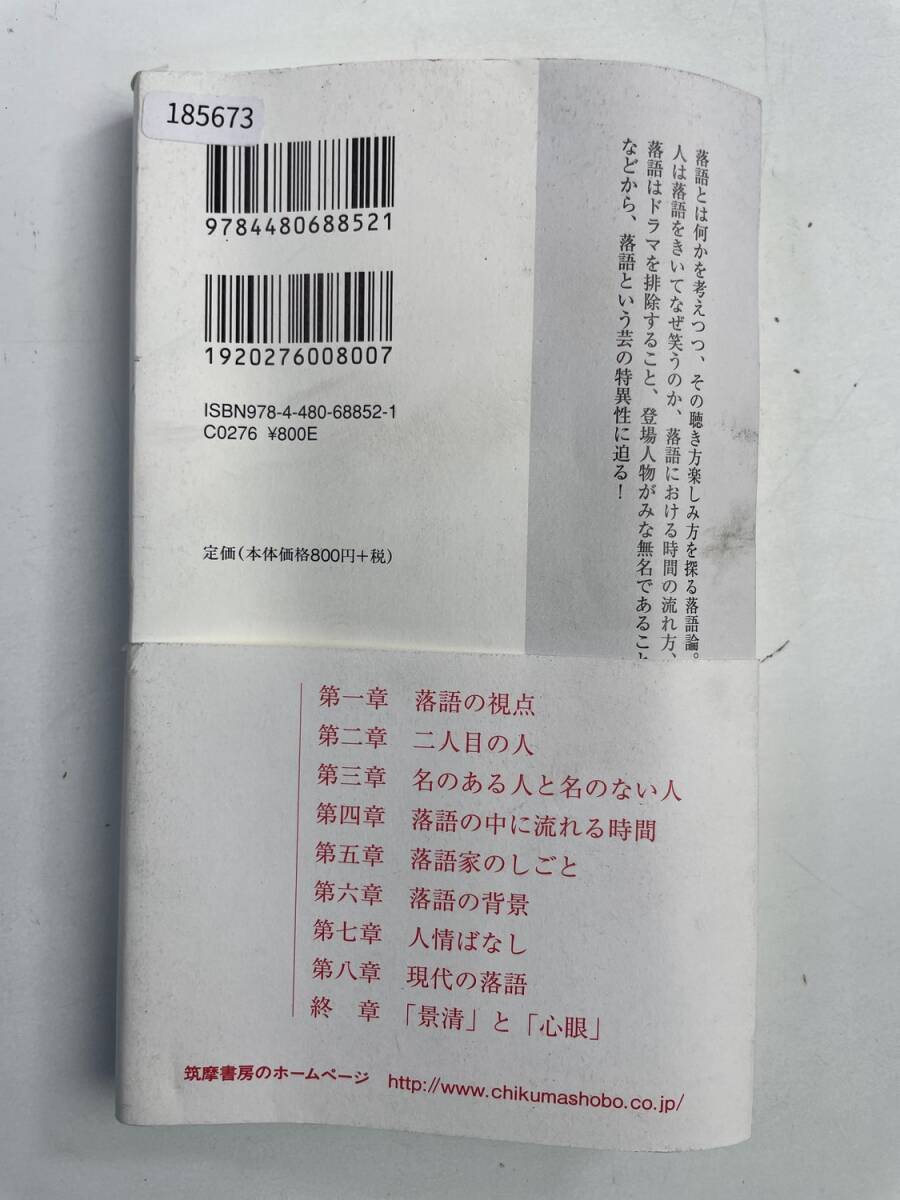 185673
9784480688521
1920276008007
ISBN978-4-480-68852-1
C0276 ¥800E
定価(本体価格800円+税)
落語とは何かを考えつつ、その聴き方楽しみ方を探る落語論。
人は落語をきいてなぜ笑うのか、落語における時間の流れ方、
落語はドラマを排除すること、登場人物がみな無名であること
などから、落語という芸の特異性に迫る!
第一章 落語の視点
第二章 二人目の人
第三章 名のある人と名のない人
第四章 落語の中に流れる時間
第五章 落語家のしごと
第六章 落語の背景
第七章 人情ばなし
第八章 現代の落語
終 章 「景清」と「心眼」
筑摩書房のホームページ http://www.chikumashobo.co.jp/